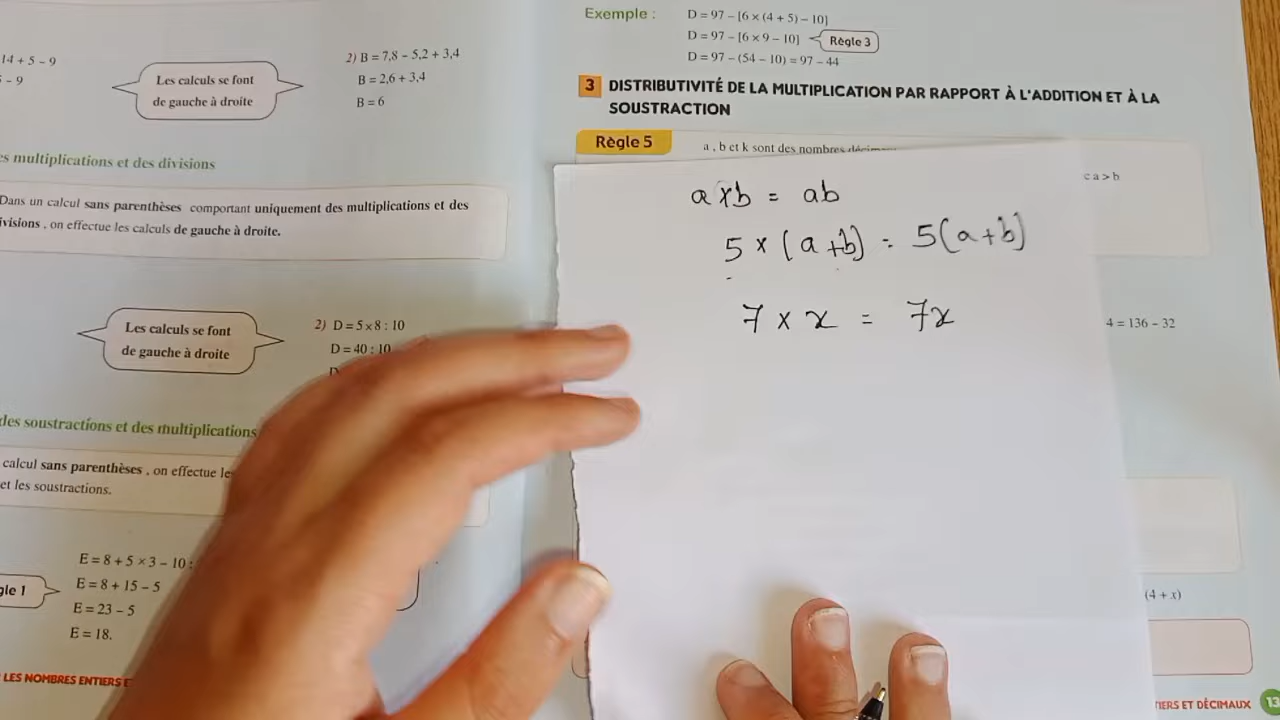 14 + 5 – 9
– 9
Les calculs se font
de gauche à droite
2) B = 7,8 – 5,2 + 3,4
B = 2,6 + 3,4
B = 6
es multiplications et des divisions
Dans un calcul sans parenthèses comportant uniquement des multiplications et des
ivisions , on effectue les calculs de gauche à droite.
Les calculs se font
de gauche à droite
2) D = 5 × 8 : 10
D = 40 : 10
des soustractions et des multiplications
calcul sans parenthèses , on effectue le
et les soustractions.
gle 1
E = 8 + 5 × 3 – 10 :
E = 8 + 15 – 5
E = 23 – 5
E = 18.
LES NOMBRES ENTIERS E
Exemple :
D = 97 – [6 × (4 + 5) – 10]
D = 97 – [6 × 9 – 10]
Règle 3
D = 97 – (54 – 10) = 97 – 44
3 DISTRIBUTIVITÉ DE LA MULTIPLICATION PAR RAPPORT À L'ADDITION ET À LA
SOUSTRACTION
Règle 5
a , b et k sont des nombres
c a > b
a × b = ab
5 × (a + b) = 5(a + b)
7 × x = 7x
4 = 136 – 32
(4 + x)
TIERS ET DÉCIMAUX 13